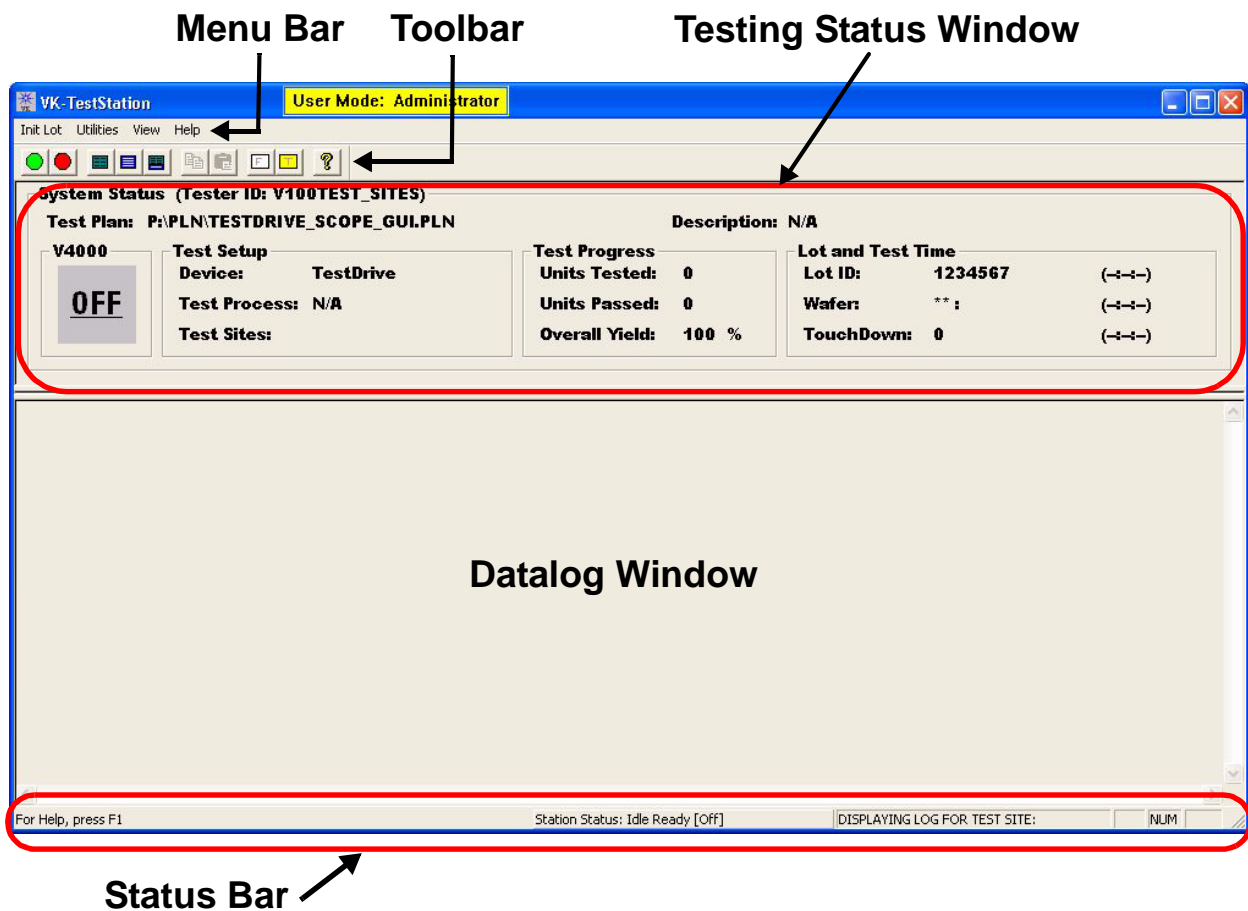 Menu Bar Toolbar Testing Status Window
VK-TestStation User Mode: Administrator
Init Lot Utilities View Help
F T ?
System Status (Tester ID: V100TEST_SITES)
Test Plan: P:\PLN\TESTDRIVE_SCOPE_GUI.PLN Description: N/A
V4000 Test Setup Test Progress Lot and Test Time
Device: TestDrive Units Tested: 0 Lot ID: 1234567 (--:--:--)
OFF Test Process: N/A Units Passed: 0 Wafer: ** : (--:--:--)
Test Sites: Overall Yield: 100 % TouchDown: 0 (--:--:--)
Datalog Window
For Help, press F1 Station Status: Idle Ready [Off] DISPLAYING LOG FOR TEST SITE: NUM
Status Bar